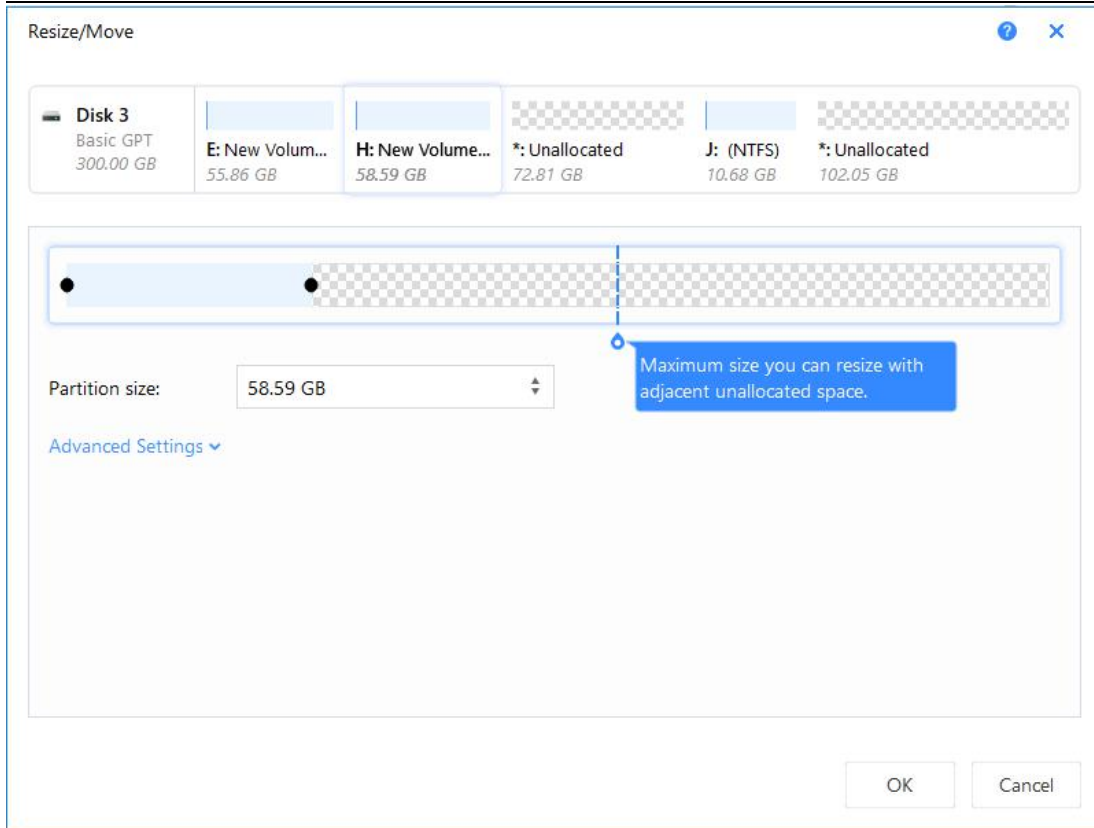 Resize/Move
Disk 3
Basic GPT
300.00 GB
E: New Volum...
55.86 GB
H: New Volume...
58.59 GB
*: Unallocated
72.81 GB
J: (NTFS)
10.68 GB
*: Unallocated
102.05 GB
Maximum size you can resize with
adjacent unallocated space.
Partition size:
58.59 GB
Advanced Settings
OK
Cancel